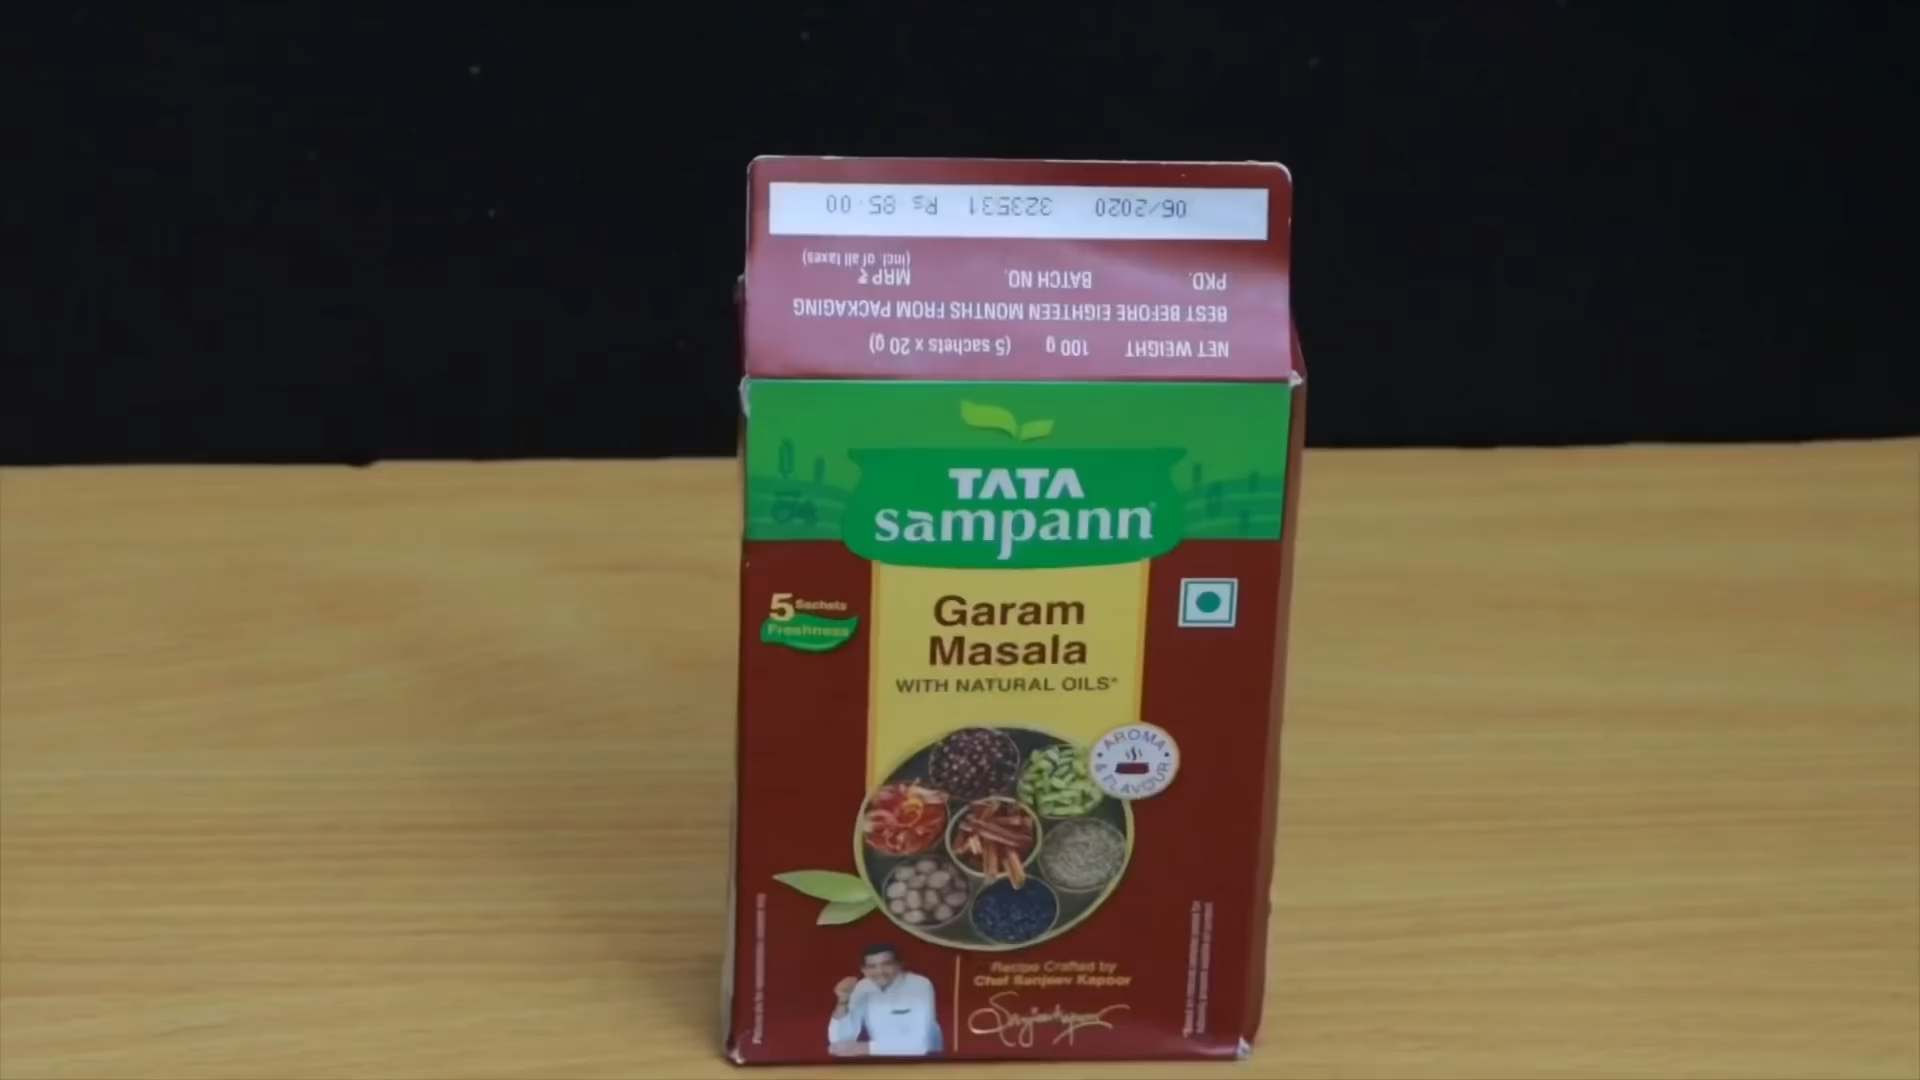 06/2020 323531 Rs 85.00
PKD. BATCH NO. MRP ₹
(incl. of all taxes)
BEST BEFORE EIGHTEEN MONTHS FROM PACKAGING
NET WEIGHT 100 g (5 sachets x 20 g)
TATA
sampann
5 Sachets
Freshness
Garam
Masala
WITH NATURAL OILS*
AROMA
& FLAVOUR
Recipe Crafted by
Chef Sanjeev Kapoor